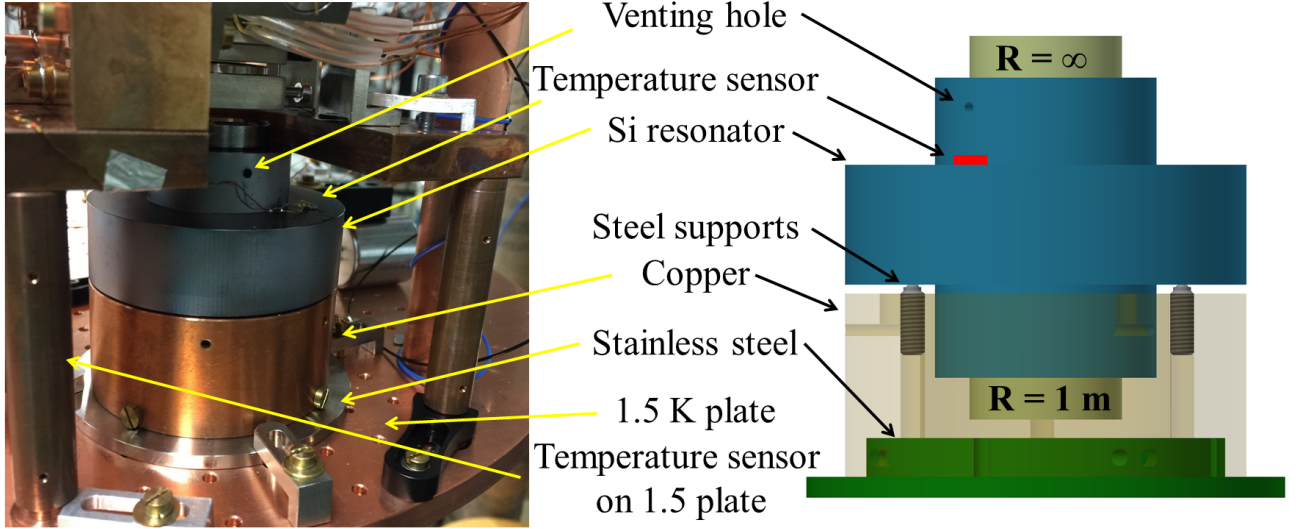 Venting hole
R = ∞
Temperature sensor
Si resonator
Steel supports
Copper
Stainless steel
R = 1 m
1.5 K plate
Temperature sensor
on 1.5 plate